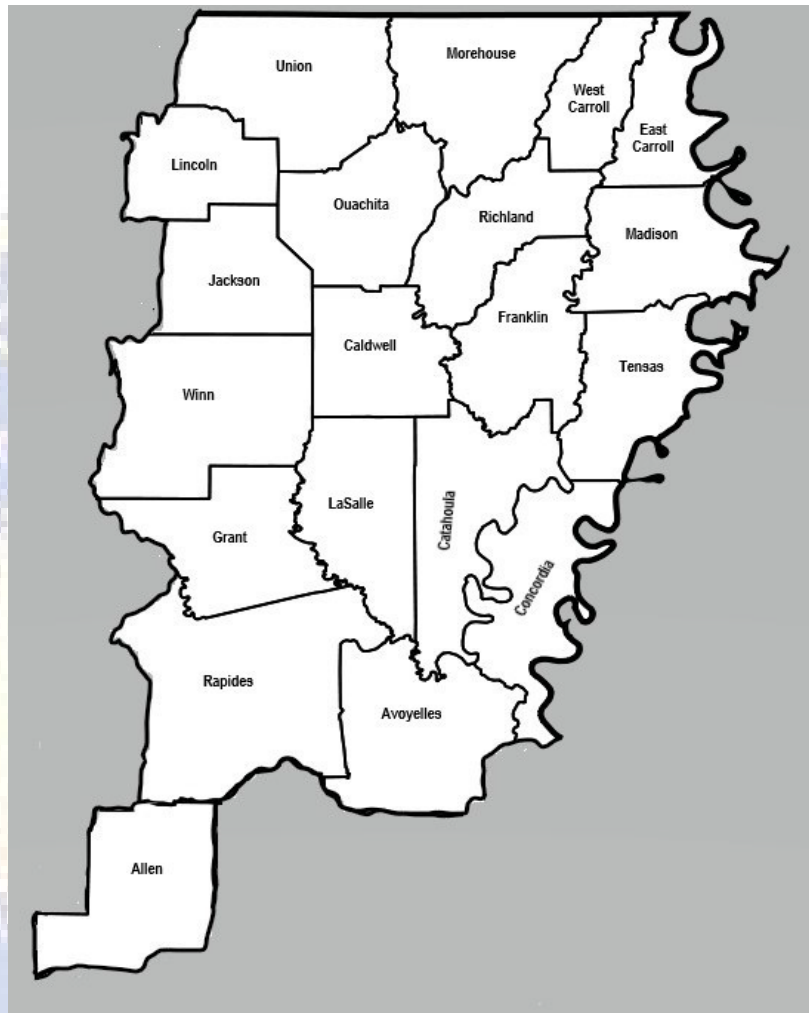 Union
Morehouse
West
Carroll
East
Carroll
Lincoln
Ouachita
Richland
Madison
Jackson
Caldwell
Franklin
Tensas
Winn
LaSalle
Catahoula
Grant
Concordia
Rapides
Avoyelles
Allen